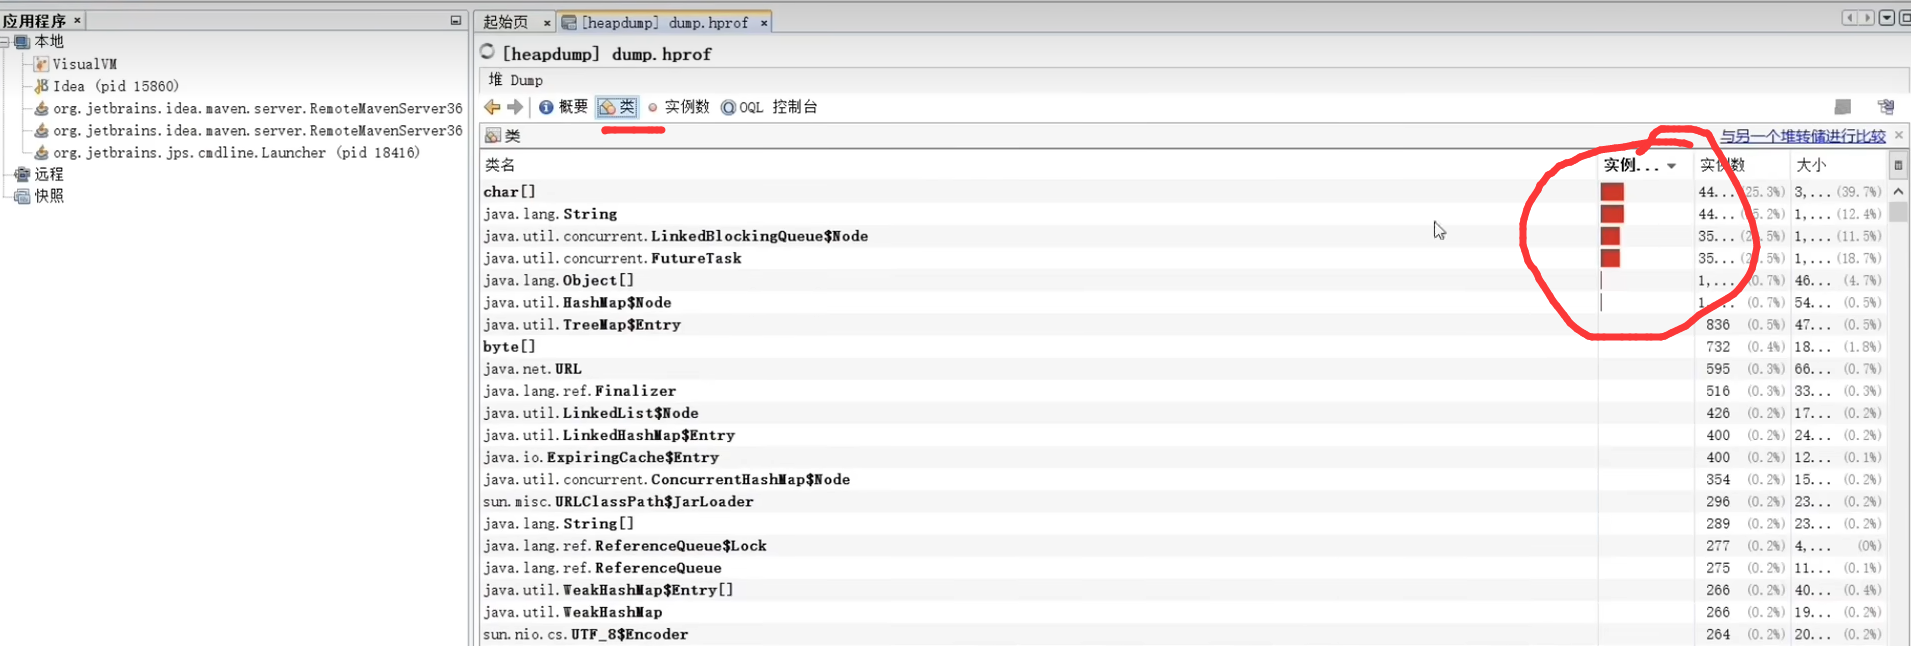 应用程序 ×
本地
VisualVM
Idea (pid 15860)
org.jetbrains.idea.maven.server.RemoteMavenServer36
org.jetbrains.idea.maven.server.RemoteMavenServer36
org.jetbrains.jps.cmdline.Launcher (pid 18416)
远程
快照
起始页 × [heapdump] dump.hprof ×
[heapdump] dump.hprof
堆 Dump
概要 类 实例数 OQL 控制台
类 与另一个堆转储进行比较 ×
类名 实例... 实例数 大小
char[] 44... (25.3%) 3,... (39.7%)
java.lang.String 44... 5.2%) 1,... (12.4%)
java.util.concurrent.LinkedBlockingQueue$Node 35... (2 .5%) 1,... (11.5%)
java.util.concurrent.FutureTask 35... (2 .5%) 1,... (18.7%)
java.lang.Object[] 1,... (0.7%) 46... (4.7%)
java.util.HashMap$Node 1... (0.7%) 54... (0.5%)
java.util.TreeMap$Entry 836 (0.5%) 47... (0.5%)
byte[] 732 (0.4%) 18... (1.8%)
java.net.URL 595 (0.3%) 66... (0.7%)
java.lang.ref.Finalizer 516 (0.3%) 33... (0.3%)
java.util.LinkedList$Node 426 (0.2%) 17... (0.2%)
java.util.LinkedHashMap$Entry 400 (0.2%) 24... (0.2%)
java.io.ExpiringCache$Entry 400 (0.2%) 12... (0.1%)
java.util.concurrent.ConcurrentHashMap$Node 354 (0.2%) 15... (0.2%)
sun.misc.URLClassPath$JarLoader 296 (0.2%) 23... (0.2%)
java.lang.String[] 289 (0.2%) 23... (0.2%)
java.lang.ref.ReferenceQueue$Lock 277 (0.2%) 4,... (0%)
java.lang.ref.ReferenceQueue 275 (0.2%) 11... (0.1%)
java.util.WeakHashMap$Entry[] 266 (0.2%) 40... (0.4%)
java.util.WeakHashMap 266 (0.2%) 19... (0.2%)
sun.nio.cs.UTF_8$Encoder 264 (0.2%) 20... (0.2%)